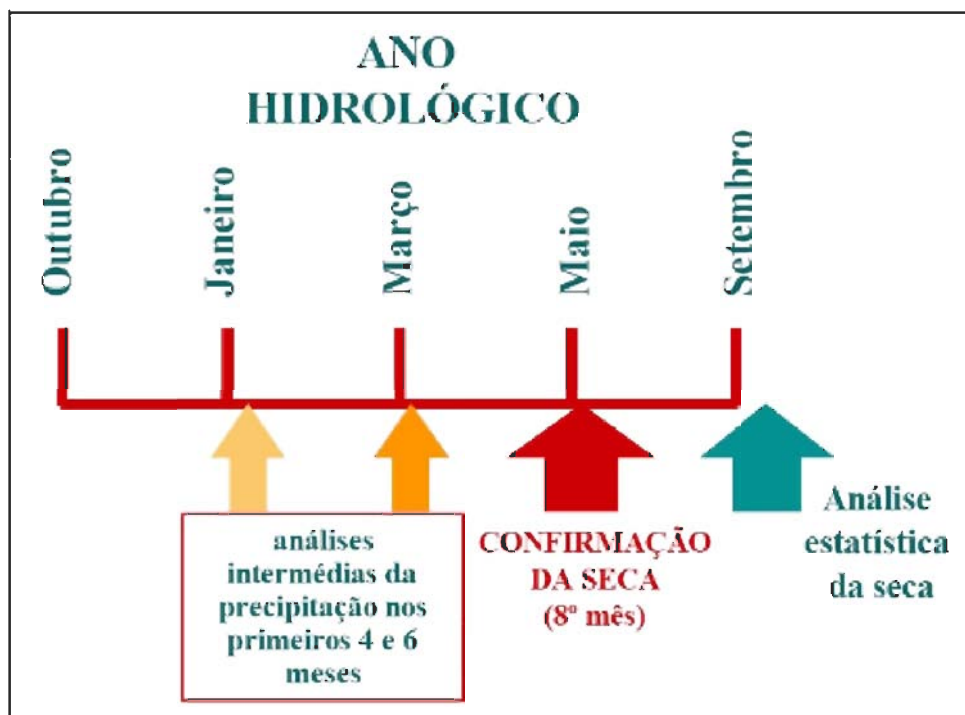 ANO
HIDROLÓGICO
Outubro
Janeiro
Março
Maio
Setembro
análises
intermédias da
precipitação nos
primeiros 4 e 6
meses
CONFIRMAÇÃO
DA SECA
(8º mês)
Análise
estatística
da seca